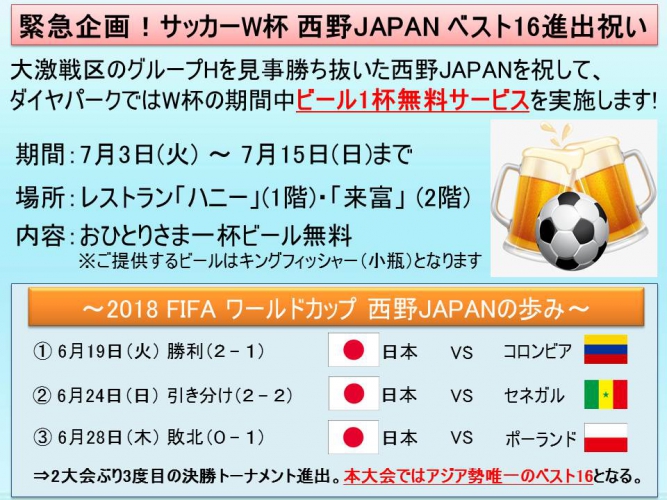 緊急企画！サッカーW杯 西野JAPAN ベスト16進出祝い
大激戦区のグループHを見事勝ち抜いた西野JAPANを祝して、
ダイヤパークではW杯の期間中ビール1杯無料サービスを実施します!
期間：7月3日（火）～ 7月15日（日）まで
場所：レストラン「ハニー」(1階)・「来富」（2階）
内容：おひとりさま一杯ビール無料
※ご提供するビールはキングフィッシャー（小瓶）となります
～2018 FIFA ワールドカップ 西野JAPANの歩み～
① 6月19日（火）勝利（２－１） 日本 VS コロンビア
② 6月24日（日）引き分け（２－２） 日本 VS セネガル
③ 6月28日（木）敗北（０－１） 日本 VS ポーランド
⇒2大会ぶり3度目の決勝トーナメント進出。本大会ではアジア勢唯一のベスト16となる。